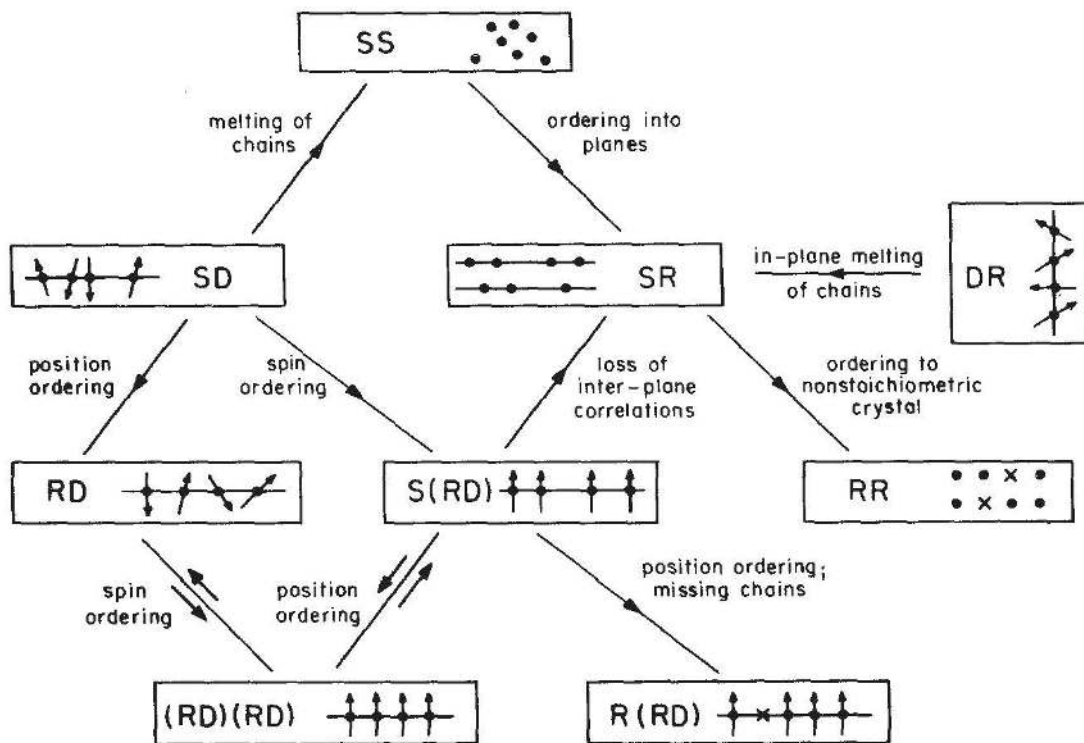 SS
melting of
chains
ordering into
planes
SD
SR
in-plane melting
of chains
DR
position
ordering
spin
ordering
loss of
inter-plane
correlations
ordering to
nonstoichiometric
crystal
RD
S(RD)
RR
spin
ordering
position
ordering
position ordering;
missing chains
(RD)(RD)
R(RD)